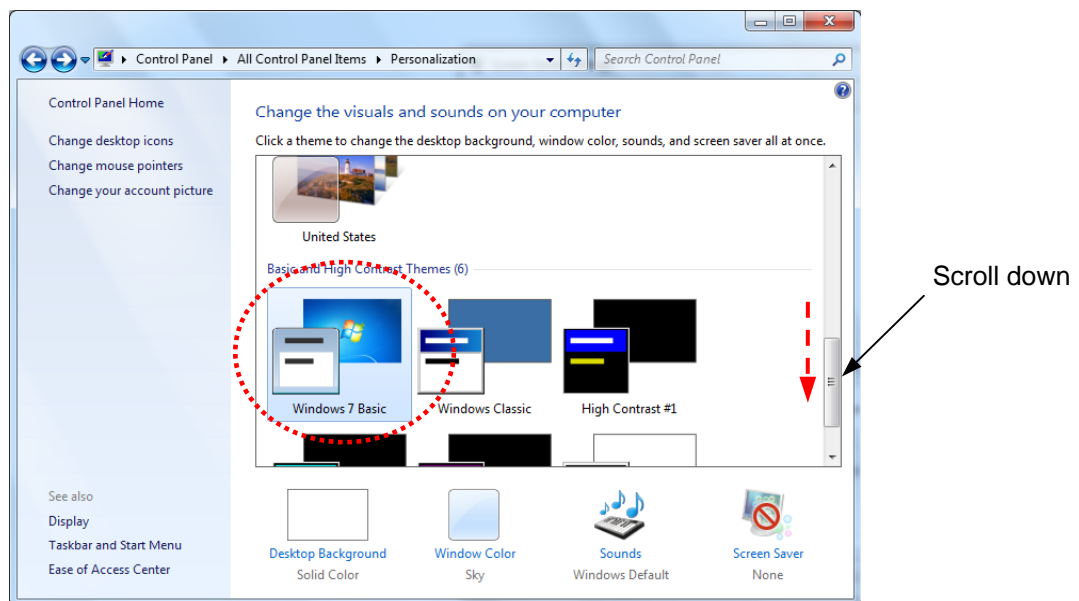 Control Panel ▸ All Control Panel Items ▸ Personalization
Search Control Panel
Control Panel Home
Change desktop icons
Change mouse pointers
Change your account picture
Change the visuals and sounds on your computer
Click a theme to change the desktop background, window color, sounds, and screen saver all at once.
United States
Basic and High Contrast Themes (6)
Scroll down
Windows 7 Basic
Windows Classic
High Contrast #1
See also
Display
Taskbar and Start Menu
Ease of Access Center
Desktop Background
Solid Color
Window Color
Sky
Sounds
Windows Default
Screen Saver
None